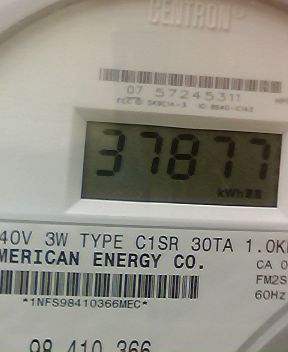 CENTRON®
07 57245311
37877
kWh
40V 3W TYPE C1SR 30TA 1.0K
MERICAN ENERGY CO.
CA 0
FM2S
60Hz
*1NFS98410366MEC*
98 410 366